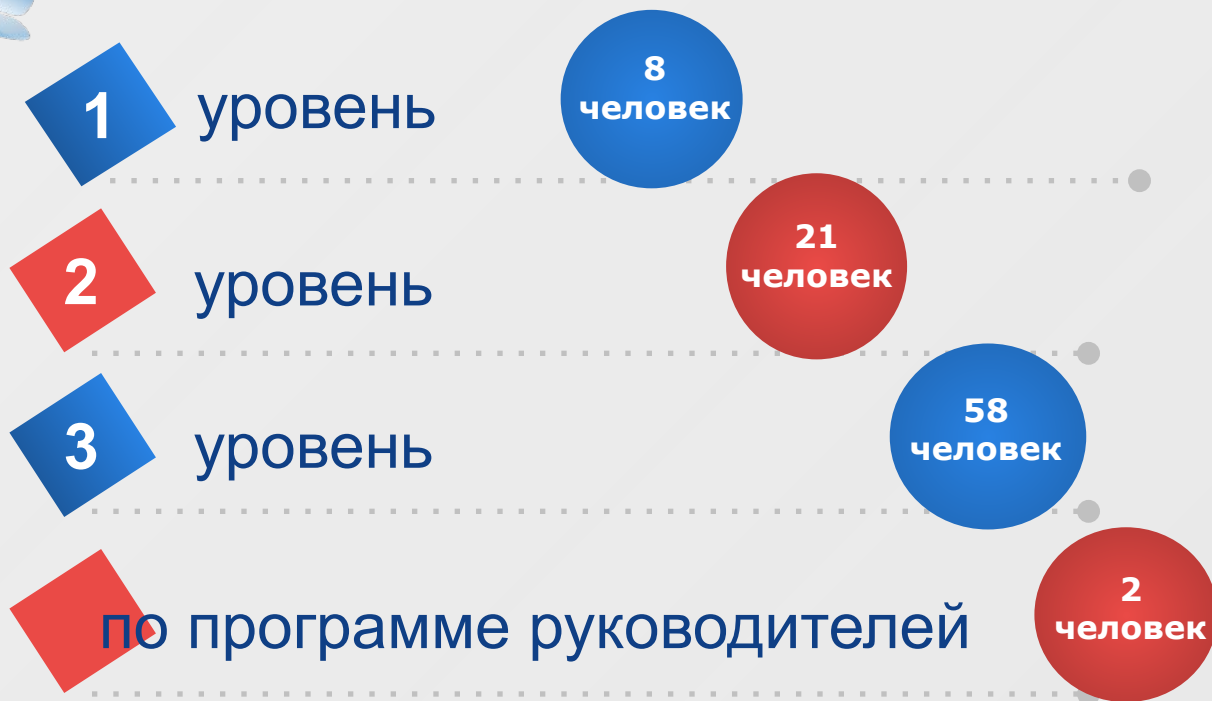 1 уровень
8
человек
2 уровень
21
человек
3 уровень
58
человек
по программе руководителей
2
человек